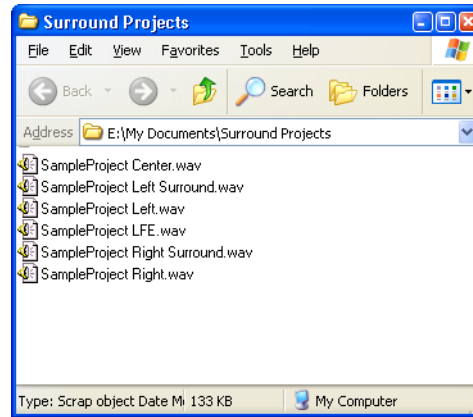 Surround Projects
File Edit View Favorites Tools Help
Back Search Folders
Address E:\My Documents\Surround Projects
SampleProject Center.wav
SampleProject Left Surround.wav
SampleProject Left.wav
SampleProject LFE.wav
SampleProject Right Surround.wav
SampleProject Right.wav
Type: Scrap object Date M 133 KB My Computer